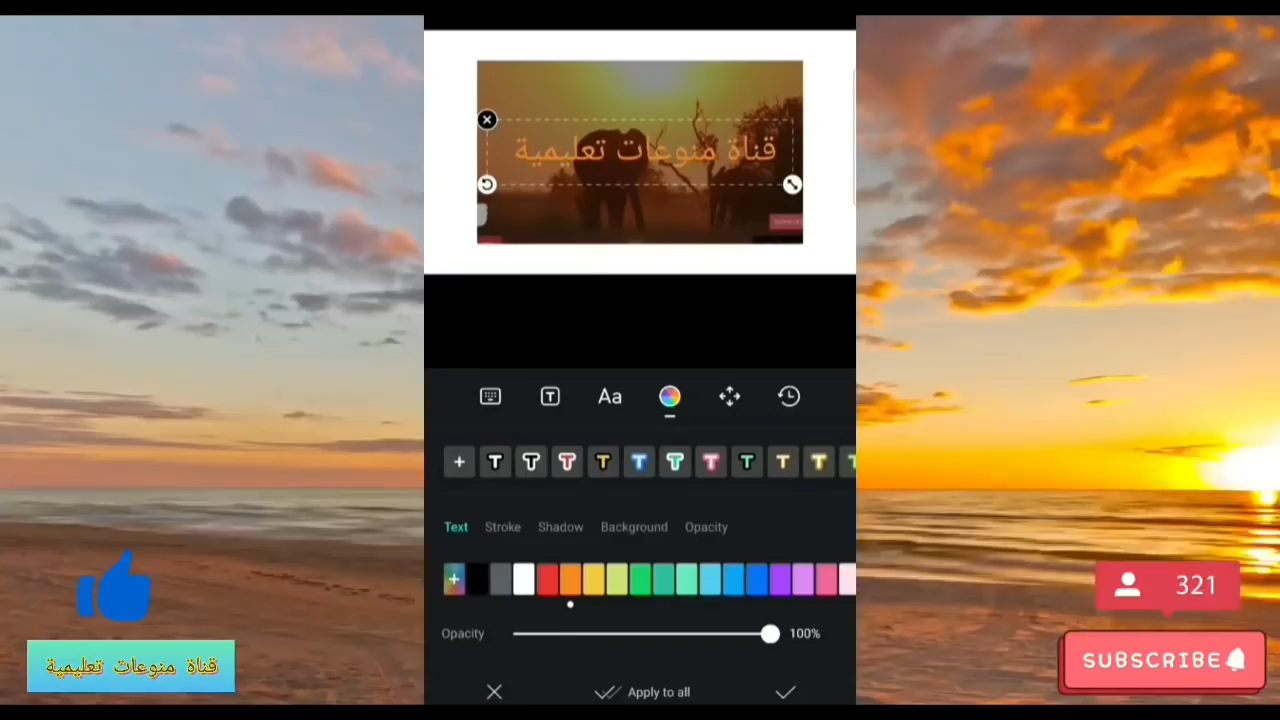 قناة منوعات تعليمية
Aa
Text Stroke Shadow Background Opacity
Opacity 100%
Apply to all
قناة منوعات تعليمية
321
SUBSCRIBE